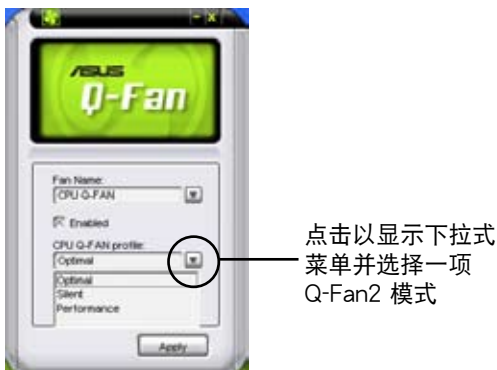 ASUS
Q-Fan
Fan Name:
CPU Q-FAN
Enabled
CPU Q-FAN profile:
Optimal
Optimal
Silent
Performance
Apply
点击以显示下拉式
菜单并选择一项
Q-Fan2 模式